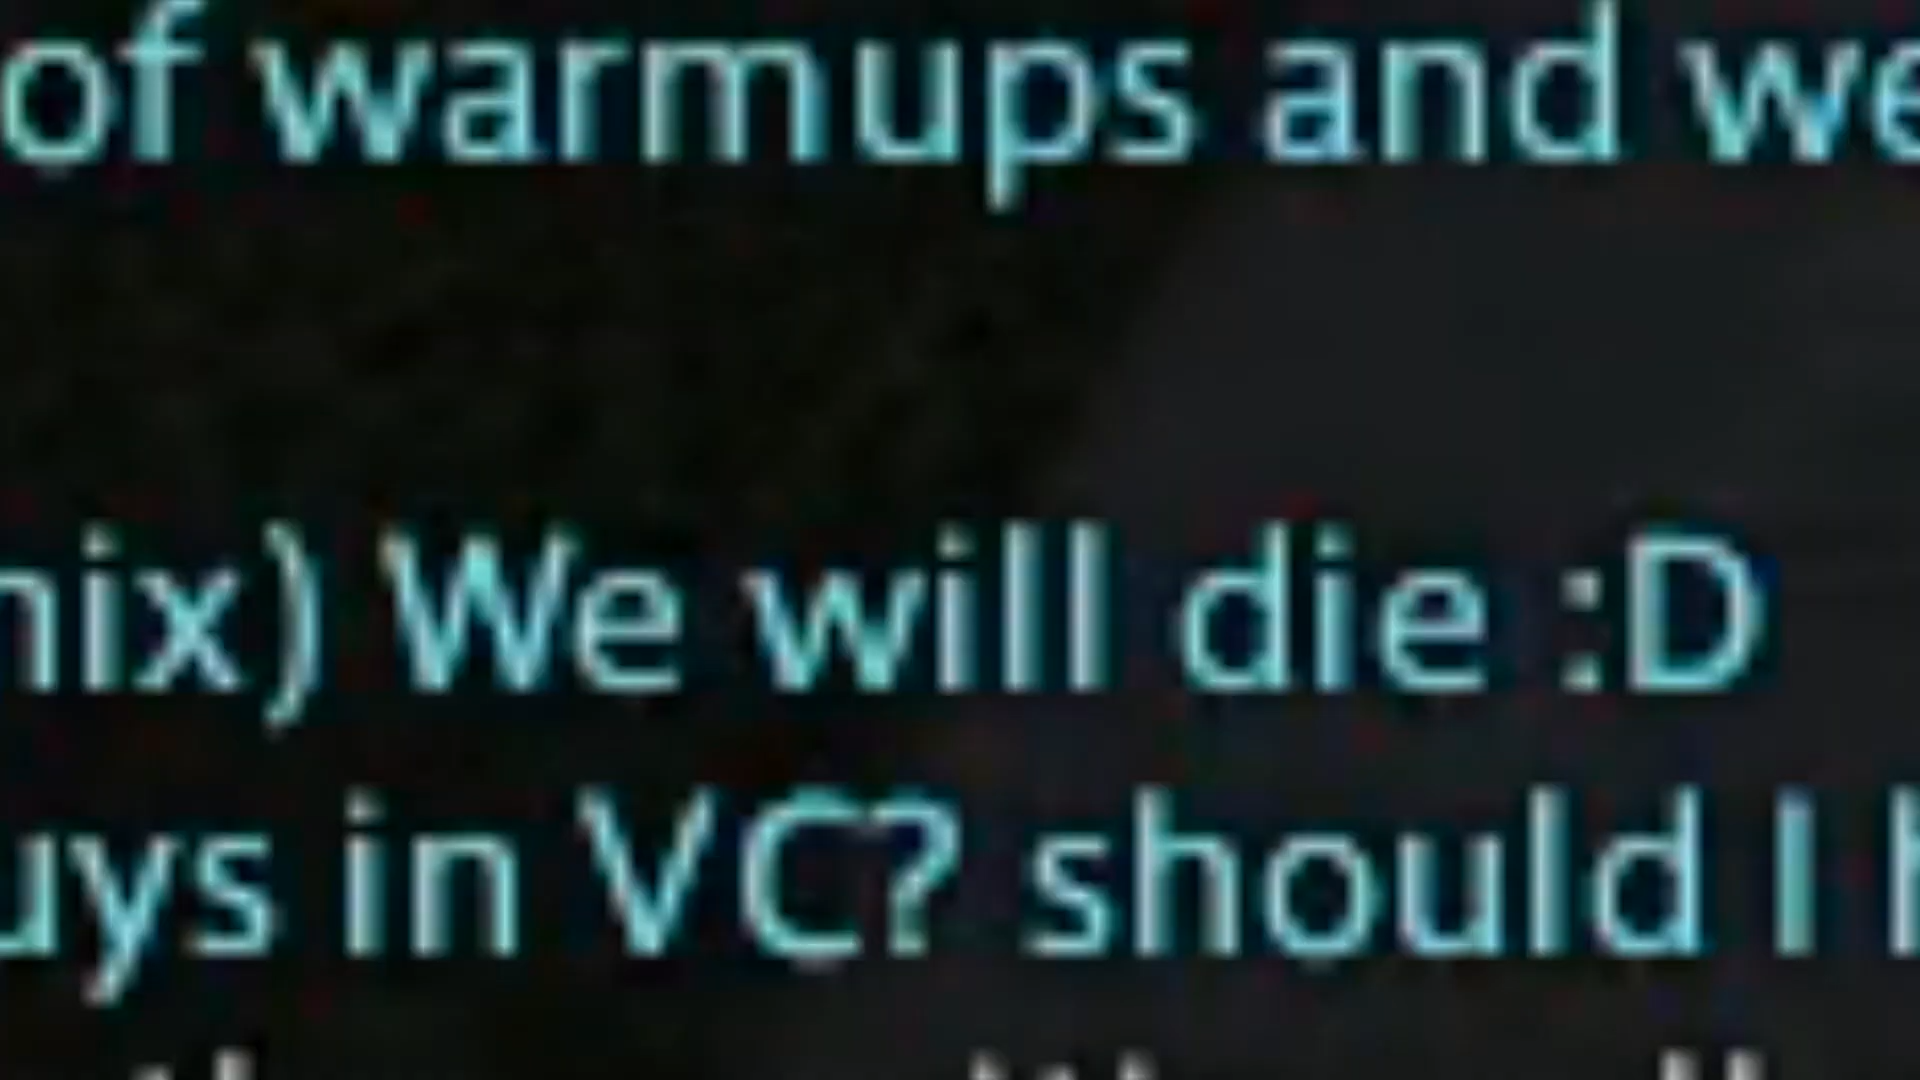 of warmups and we
nix) We will die :D
uys in VC? should I h